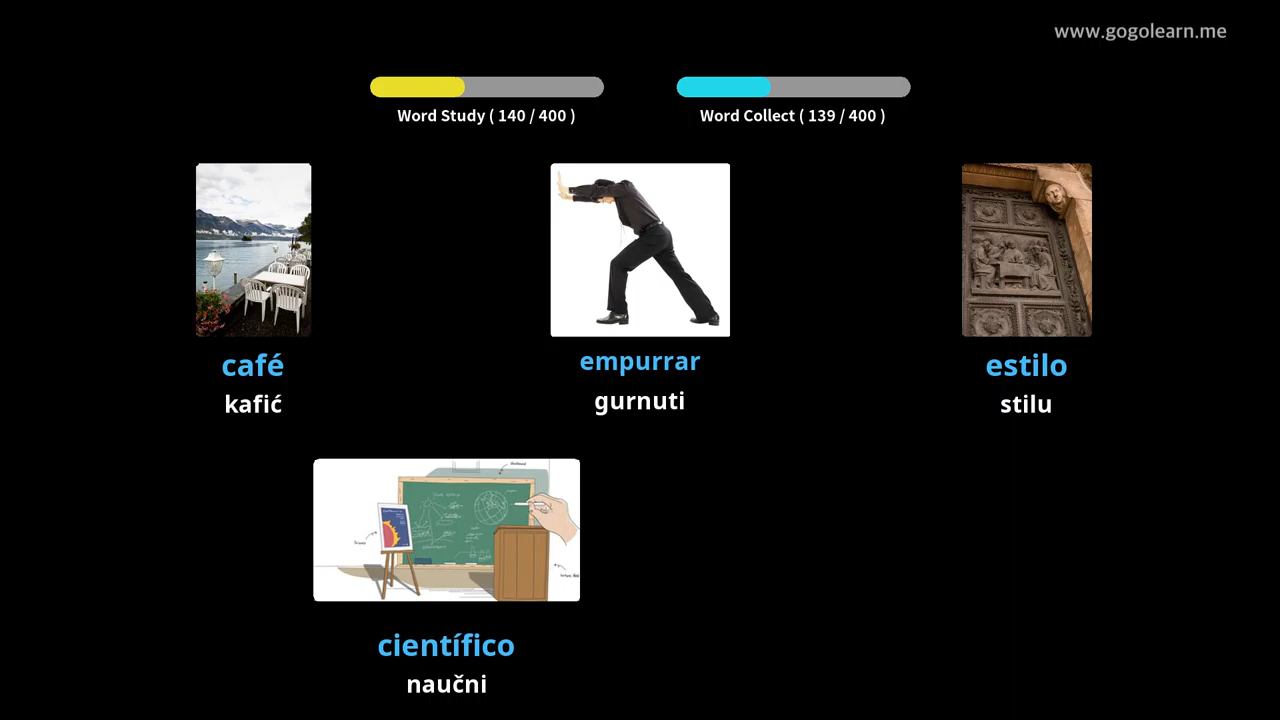 www.gogolearn.me
Word Study ( 140 / 400 )
Word Collect ( 139 / 400 )
café
kafić
empurrar
gurnuti
estilo
stilu
científico
naučni